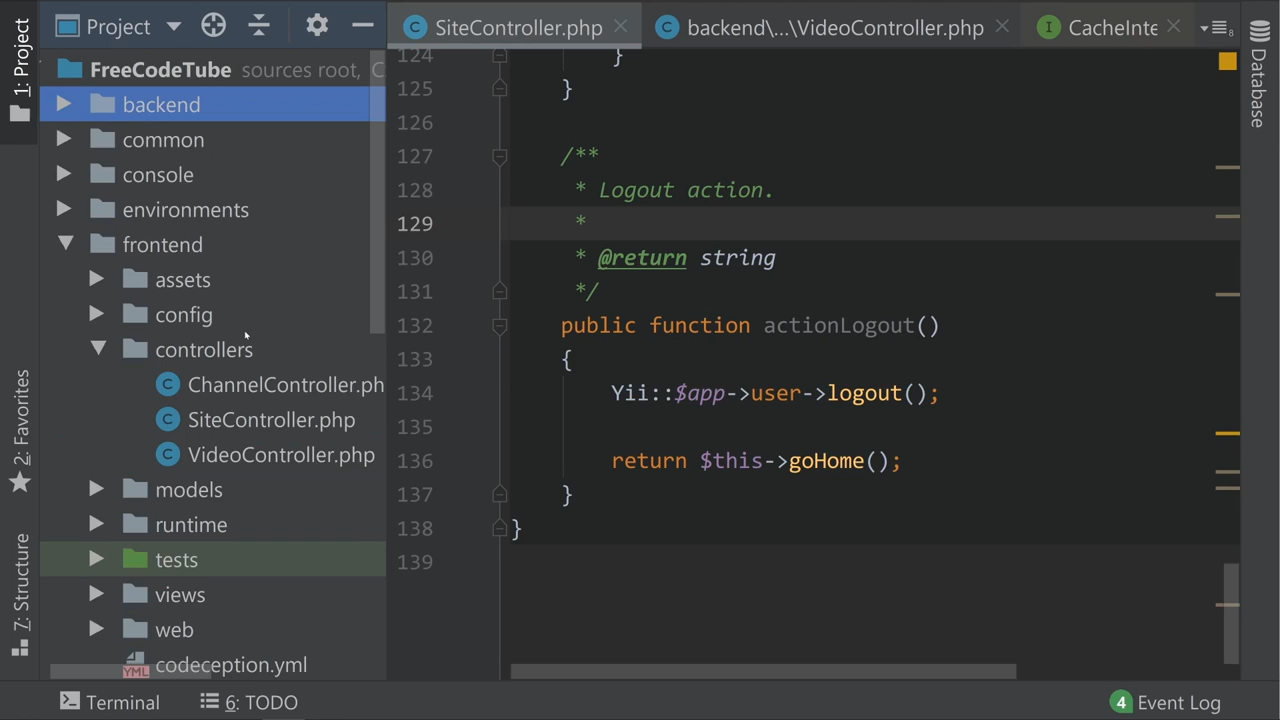 1: Project
2: Favorites
7: Structure
Project
FreeCodeTube sources root, C
backend
common
console
environments
frontend
assets
config
controllers
ChannelController.ph
SiteController.php
VideoController.php
models
runtime
tests
views
web
codeception.yml
YML
SiteController.php
backend\...\VideoController.php
CacheInte
8
124 }
125 }
126
127 /**
128 * Logout action.
129 *
130 * @return string
131 */
132 public function actionLogout()
133 {
134 Yii::$app->user->logout();
135
136 return $this->goHome();
137 }
138 }
139
Database
Terminal
6: TODO
4 Event Log